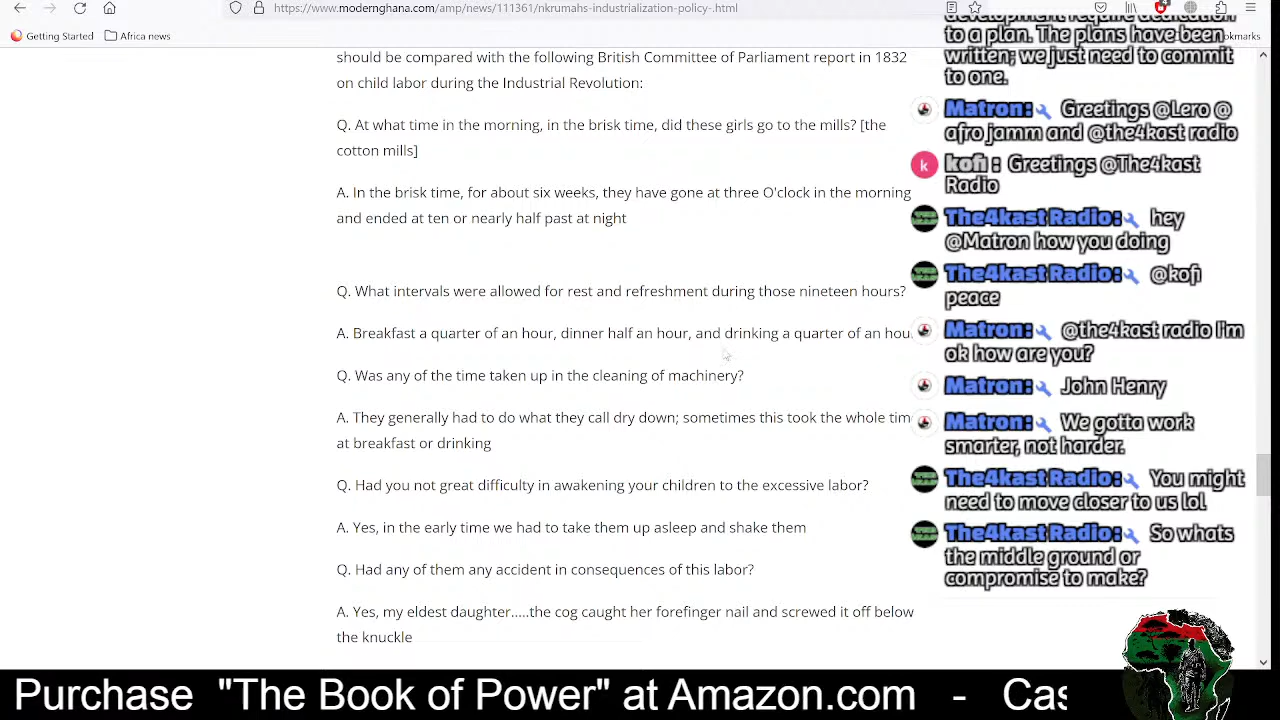 https://www.modernghana.com/amp/news/111361/nkrumahs-industrialization-policy-.html
Getting Started
Africa news
should be compared with the following British Committee of Parliament report in 1832
on child labor during the Industrial Revolution:
Q. At what time in the morning, in the brisk time, did these girls go to the mills? [the
cotton mills]
A. In the brisk time, for about six weeks, they have gone at three O'clock in the morning
and ended at ten or nearly half past at night
Q. What intervals were allowed for rest and refreshment during those nineteen hours?
A. Breakfast a quarter of an hour, dinner half an hour, and drinking a quarter of an hou
Q. Was any of the time taken up in the cleaning of machinery?
A. They generally had to do what they call dry down; sometimes this took the whole tim
at breakfast or drinking
Q. Had you not great difficulty in awakening your children to the excessive labor?
A. Yes, in the early time we had to take them up asleep and shake them
Q. Had any of them any accident in consequences of this labor?
A. Yes, my eldest daughter.....the cog caught her forefinger nail and screwed it off below
the knuckle
development require dedication
to a plan. The plans have been
written; we just need to commit
to one.
Matron: Greetings @Lero @
afro jamm and @the4kast radio
k
kofi : Greetings @The4kast
Radio
The4kast Radio: hey
@Matron how you doing
The4kast Radio: @kofi
peace
Matron: @the4kast radio I'm
ok how are you?
Matron: John Henry
Matron: We gotta work
smarter, not harder.
The4kast Radio: You might
need to move closer to us lol
The4kast Radio: So whats
the middle ground or
compromise to make?
Purchase "The Book of Power" at Amazon.com - Cas